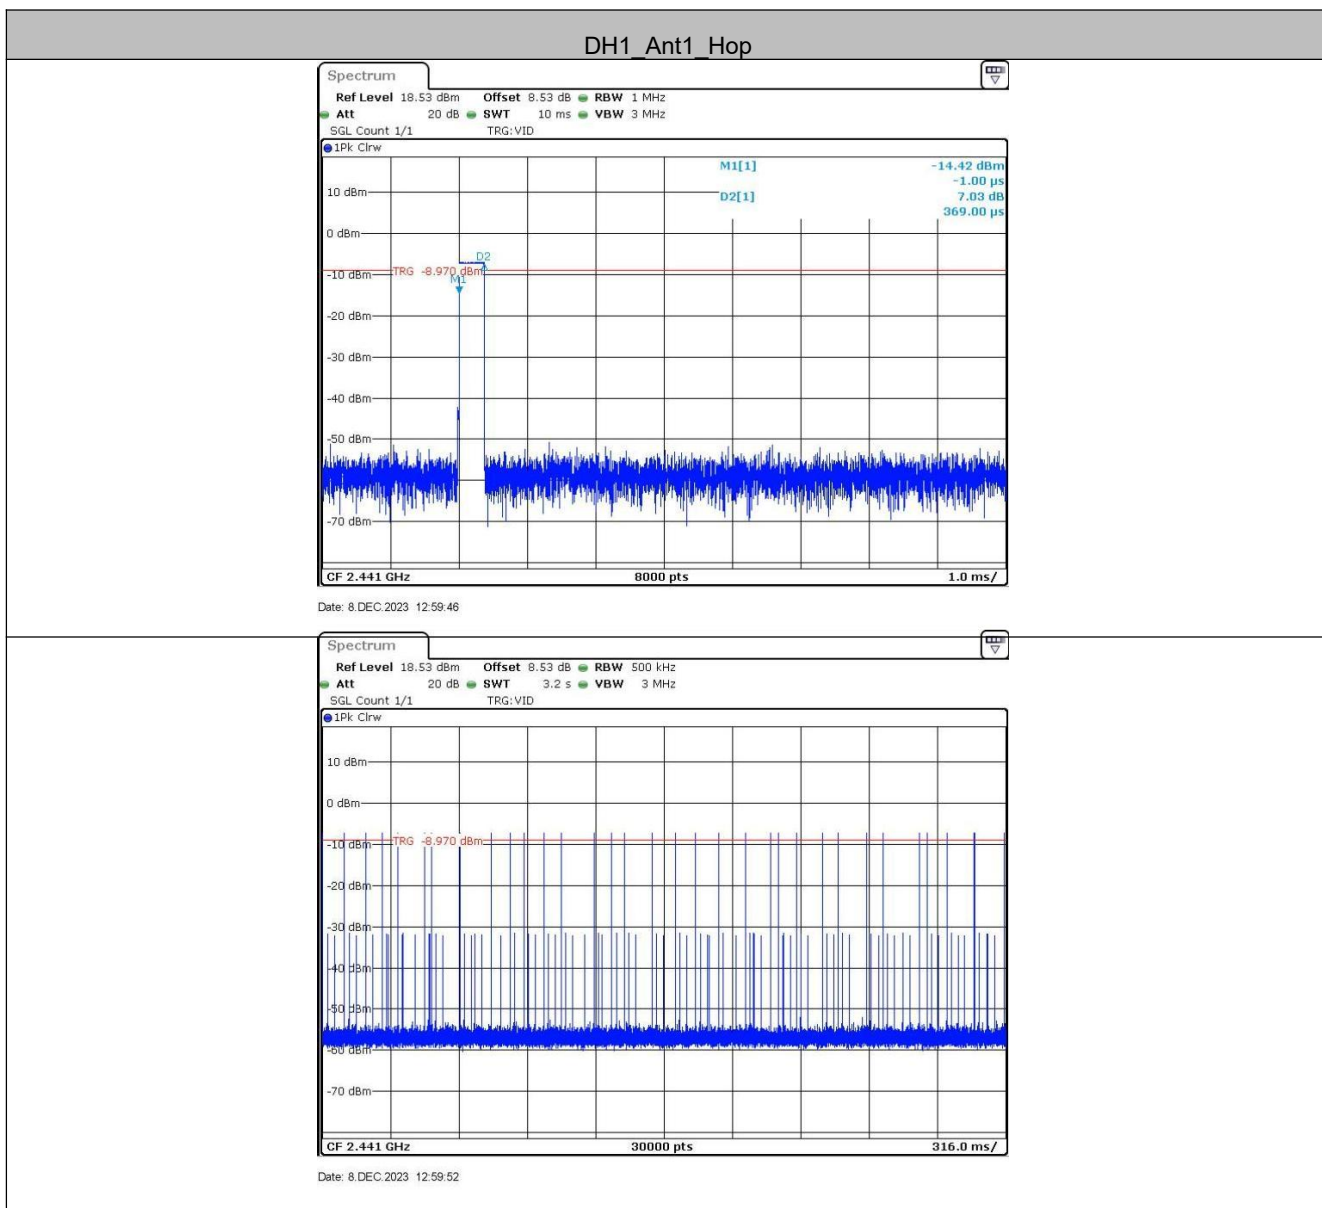 DH1_Ant1_Hop
Spectrum
Ref Level 18.53 dBm Offset 8.53 dB RBW 1 MHz
Att 20 dB SWT 10 ms VBW 3 MHz
SGL Count 1/1 TRG:VID
1Pk Clrw
M1[1] -14.42 dBm
-1.00 µs
D2[1] 7.03 dB
369.00 µs
10 dBm
0 dBm
D2
TRG -8.970 dBm
-10 dBm
M1
-20 dBm
-30 dBm
-40 dBm
-50 dBm
-70 dBm
CF 2.441 GHz 8000 pts 1.0 ms/
Date: 8.DEC.2023 12:59:46
Spectrum
Ref Level 18.53 dBm Offset 8.53 dB RBW 500 kHz
Att 20 dB SWT 3.2 s VBW 3 MHz
SGL Count 1/1 TRG:VID
1Pk Clrw
10 dBm
0 dBm
TRG -8.970 dBm
-10 dBm
-20 dBm
-30 dBm
-40 dBm
-50 dBm
-60 dBm
-70 dBm
CF 2.441 GHz 30000 pts 316.0 ms/
Date: 8.DEC.2023 12:59:52